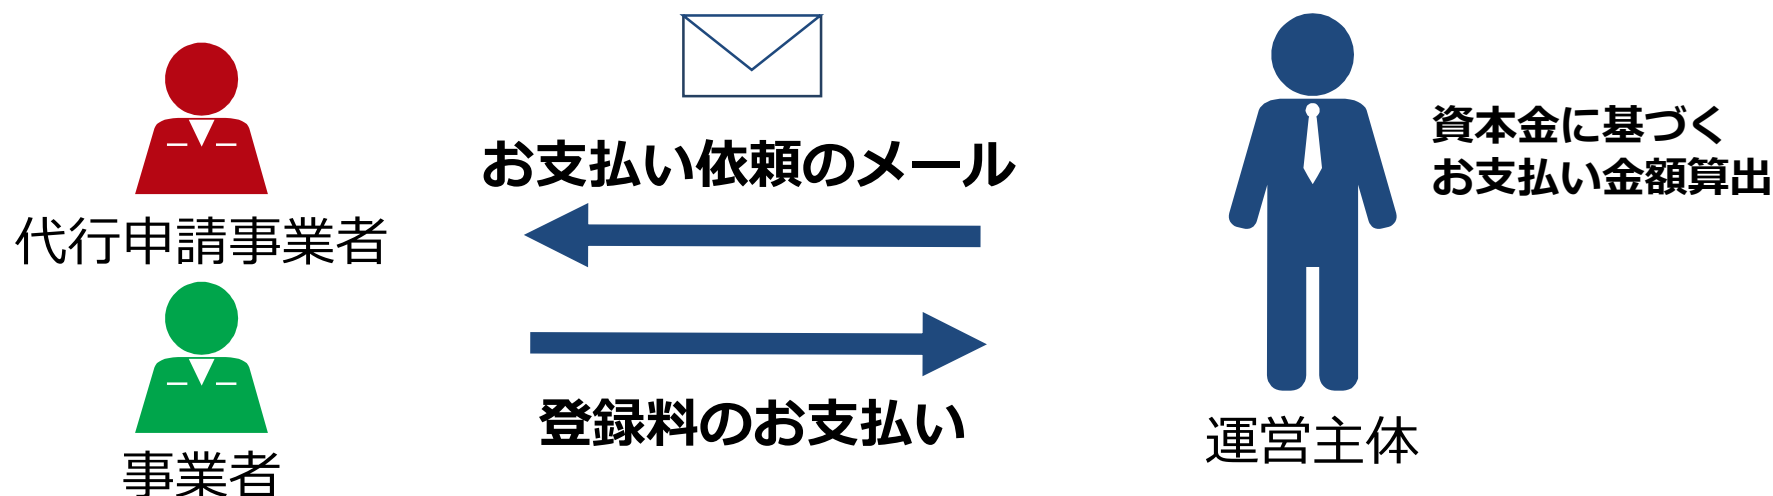 資本金に基づく
お支払い金額算出
お支払い依頼のメール
代行申請事業者
登録料のお支払い
運営主体
事業者